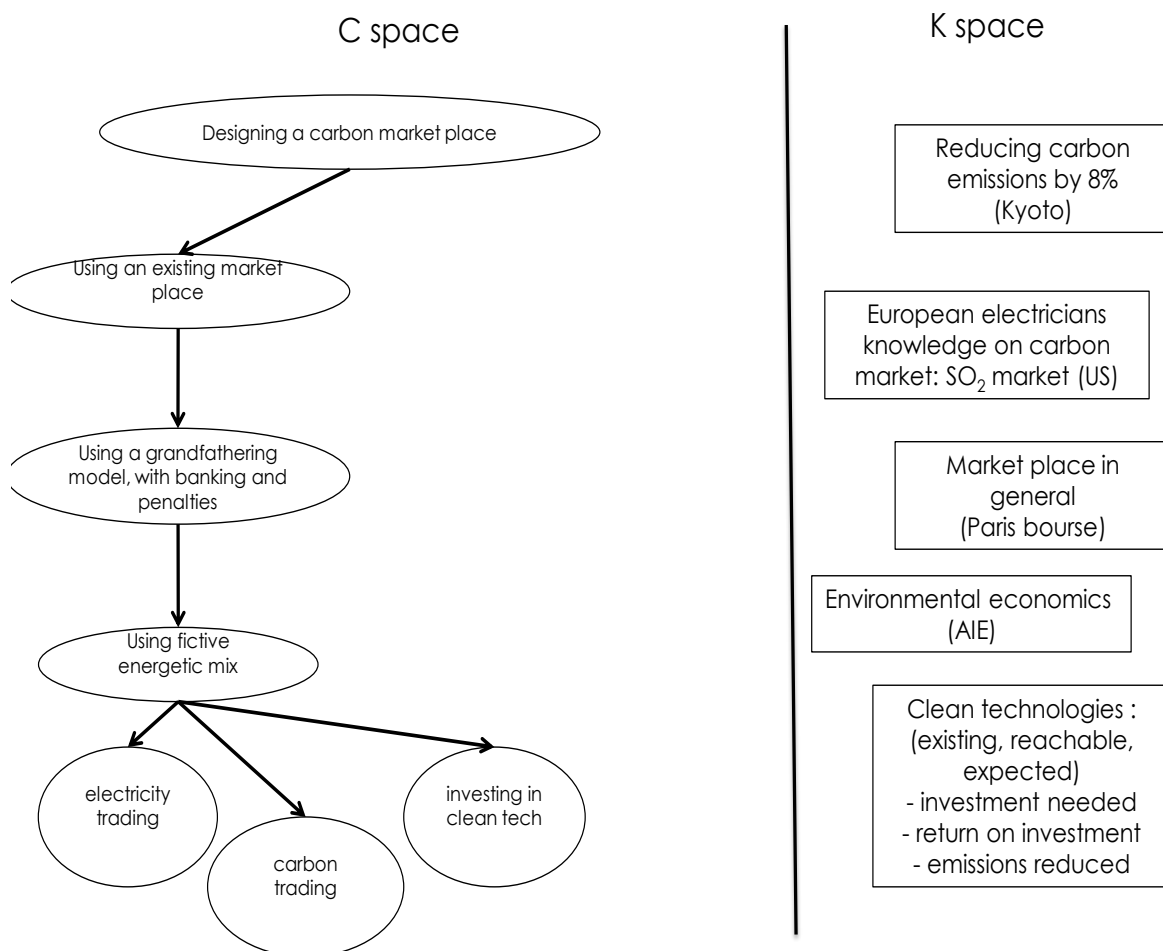 C space
K space
Designing a carbon market place
Using an existing market
place
Using a grandfathering
model, with banking and
penalties
Using fictive
energetic mix
electricity
trading
carbon
trading
investing in
clean tech
Reducing carbon
emissions by 8%
(Kyoto)
European electricians
knowledge on carbon
market: SO₂ market (US)
Market place in
general
(Paris bourse)
Environmental economics
(AIE)
Clean technologies :
(existing, reachable,
expected)
- investment needed
- return on investment
- emissions reduced